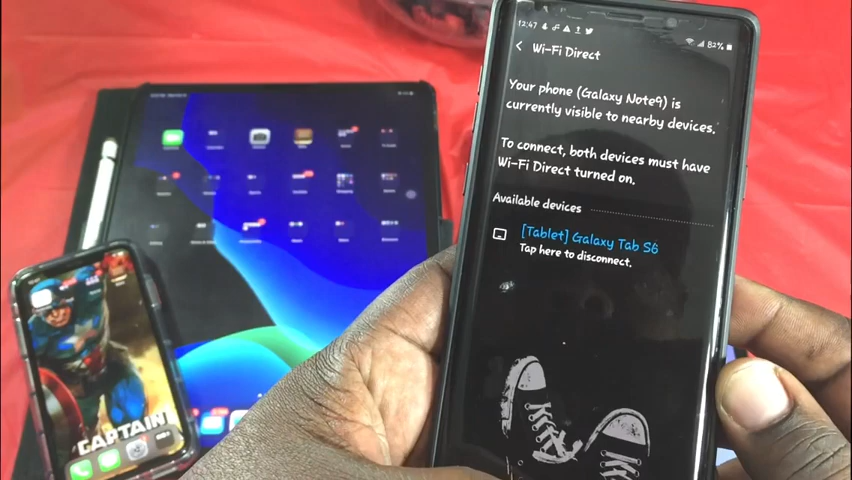 12:47
82%
Wi-Fi Direct
Your phone (Galaxy Note9) is
currently visible to nearby devices.
To connect, both devices must have
Wi-Fi Direct turned on.
Available devices
[Tablet] Galaxy Tab S6
Tap here to disconnect.
CAPTAIN